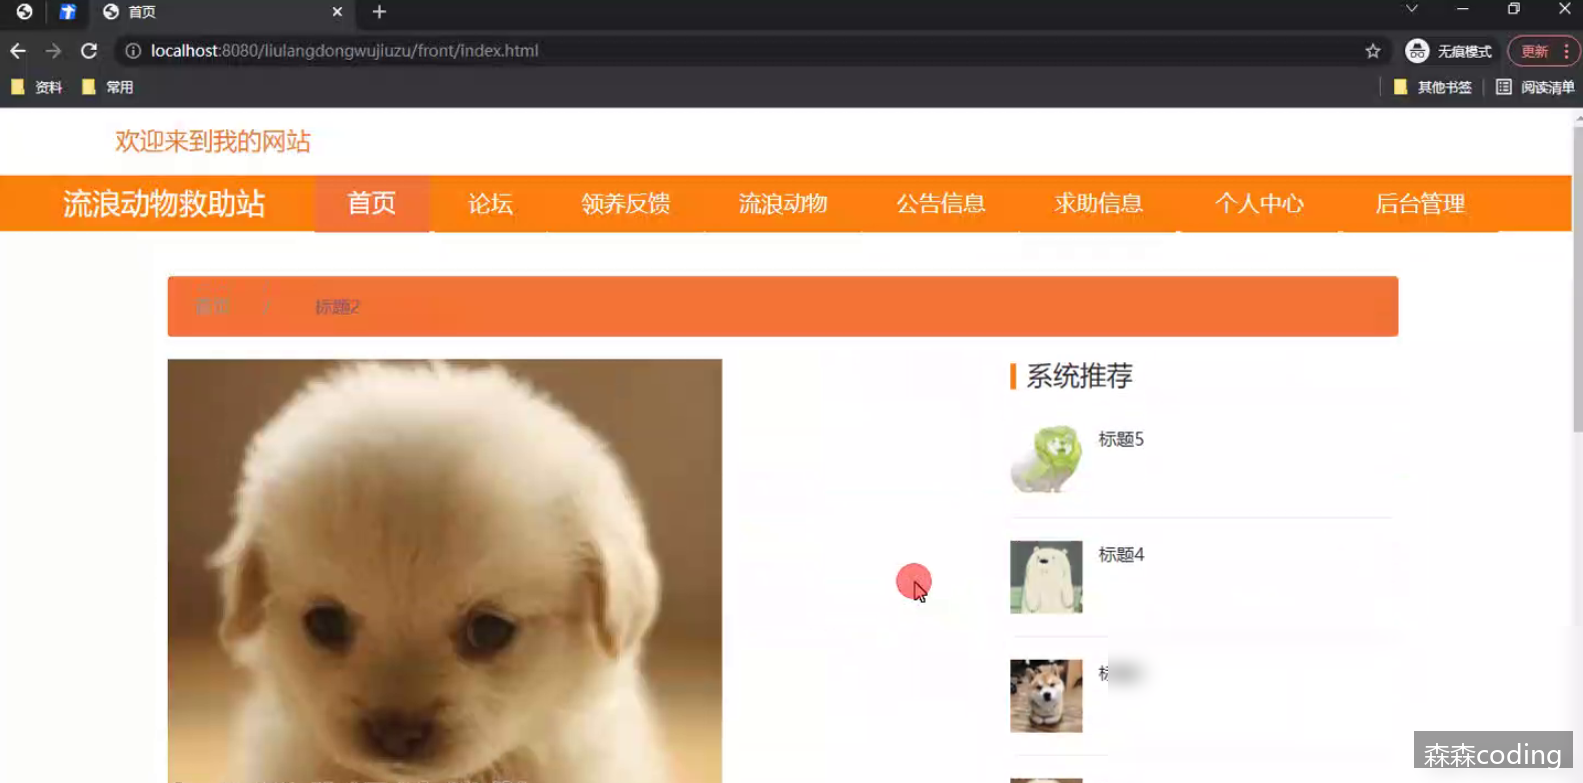 首页
localhost:8080/liulangdongwujiuzu/front/index.html
无痕模式
更新
资料
常用
其他书签
阅读清单
欢迎来到我的网站
流浪动物救助站
首页
论坛
领养反馈
流浪动物
公告信息
求助信息
个人中心
后台管理
首页 / 标题2
系统推荐
标题5
标题4
森森coding